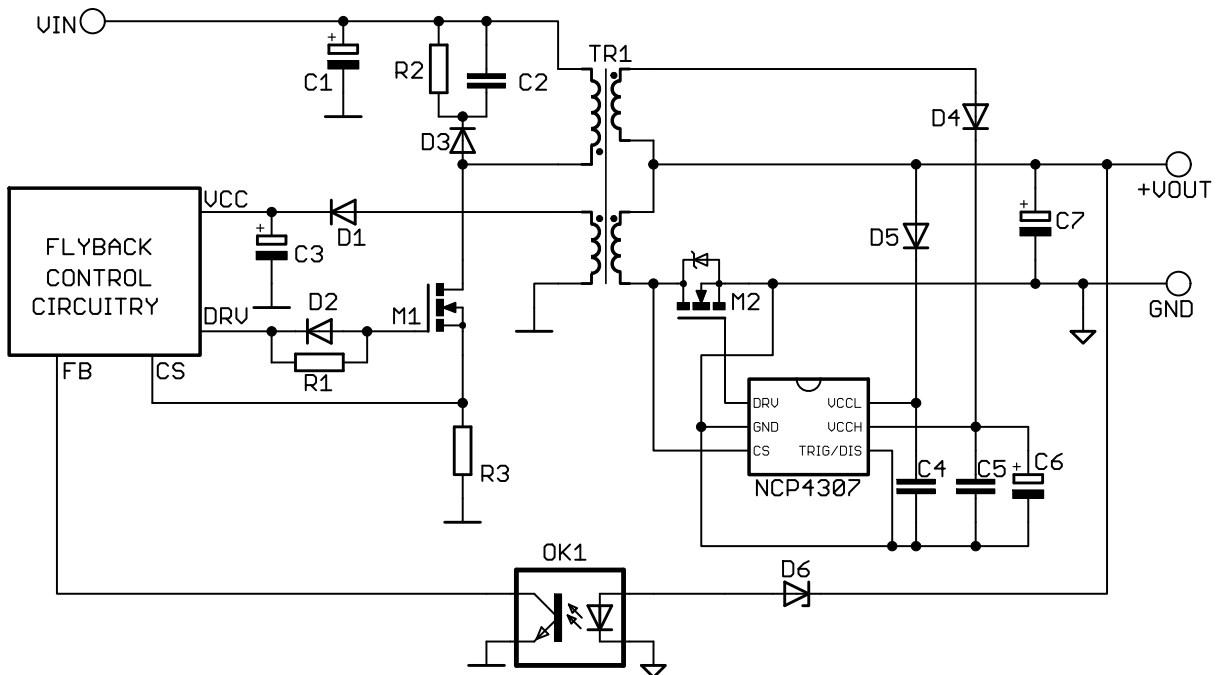 VIN
C1
R2
C2
TR1
D3
D4
+VOUT
VCC
D1
C3
D5
C7
FLYBACK
CONTROL
CIRCUITRY
DRV
D2
M1
M2
GND
R1
FB
CS
DRV
VCCL
GND
VCCH
CS
TRIG/DIS
NCP4307
R3
C4
C5
C6
OK1
D6
+
+
+
+